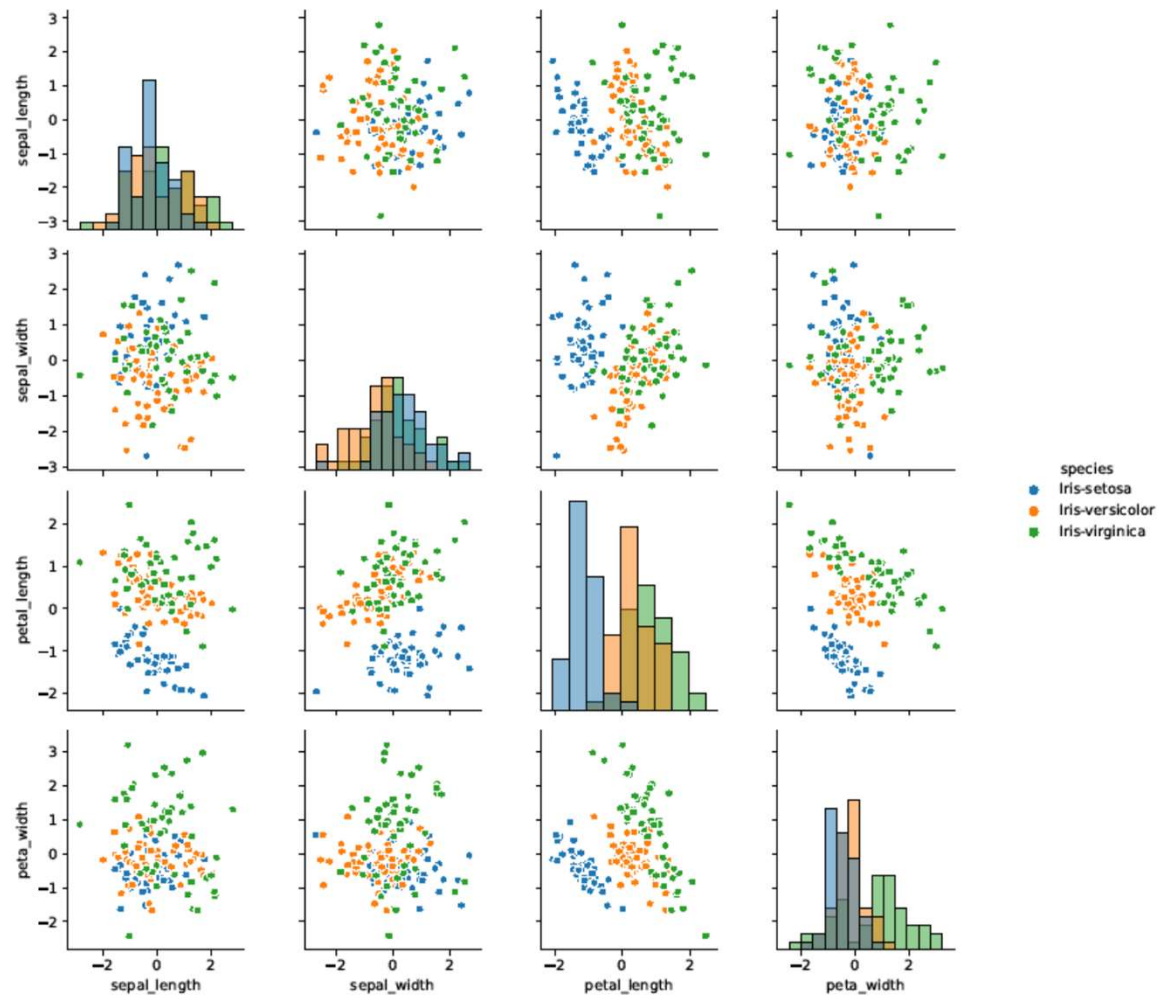 3
2
1
0
−1
−2
−3
sepal_length
3
2
1
0
−1
−2
−3
sepal_width
2
1
0
−1
−2
petal_length
3
2
1
0
−1
−2
peta_width
−2 0 2
sepal_length
−2 0 2
sepal_width
−2 0 2
petal_length
−2 0 2
peta_width
species
Iris-setosa
Iris-versicolor
Iris-virginica